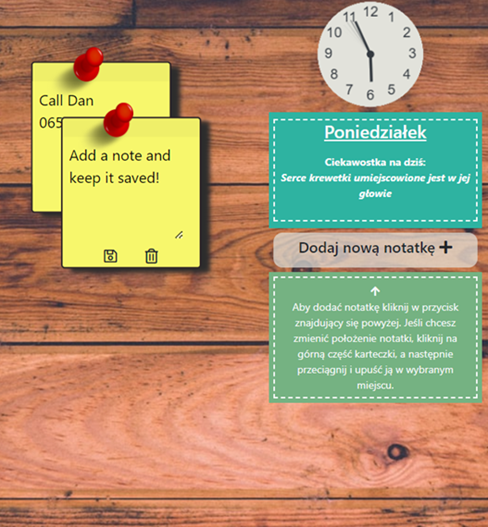 Call Dan
065
Add a note and
keep it saved!
12
1
2
3
4
5
6
7
8
9
10
11
Poniedziałek
Ciekawostka na dziś:
Serce krewetki umiejscowione jest w jej
głowie
Dodaj nową notatkę
Aby dodać notatkę kliknij w przycisk
znajdujący się powyżej. Jeśli chcesz
zmienić położenie notatki, kliknij na
górną część karteczki, a następnie
przeciągnij i upuść ją w wybranym
miejscu.